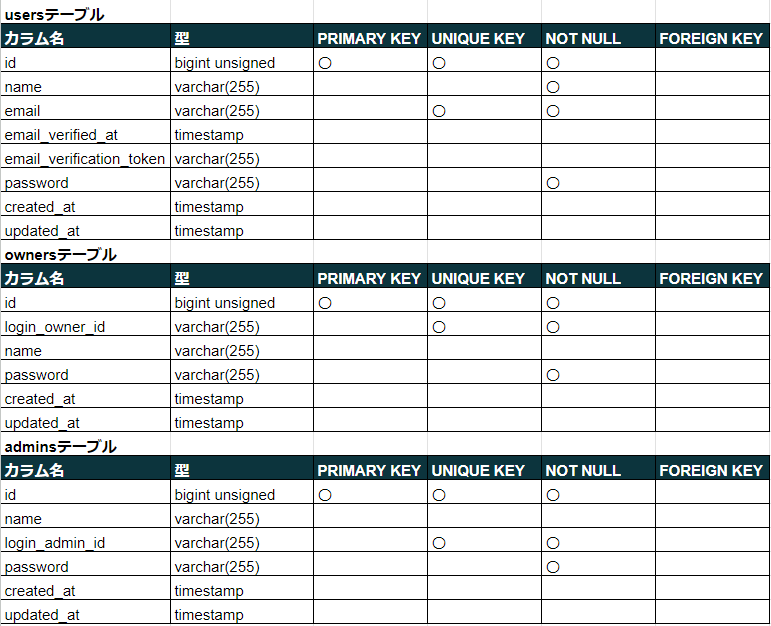 usersテーブル
カラム名 型 PRIMARY KEY UNIQUE KEY NOT NULL FOREIGN KEY
id bigint unsigned ○ ○ ○
name varchar(255) ○
email varchar(255) ○ ○
email_verified_at timestamp
email_verification_token varchar(255)
password varchar(255) ○
created_at timestamp
updated_at timestamp
ownersテーブル
カラム名 型 PRIMARY KEY UNIQUE KEY NOT NULL FOREIGN KEY
id bigint unsigned ○ ○ ○
login_owner_id varchar(255) ○ ○
name varchar(255)
password varchar(255) ○
created_at timestamp
updated_at timestamp
adminsテーブル
カラム名 型 PRIMARY KEY UNIQUE KEY NOT NULL FOREIGN KEY
id bigint unsigned ○ ○ ○
name varchar(255)
login_admin_id varchar(255) ○ ○
password varchar(255) ○
created_at timestamp
updated_at timestamp